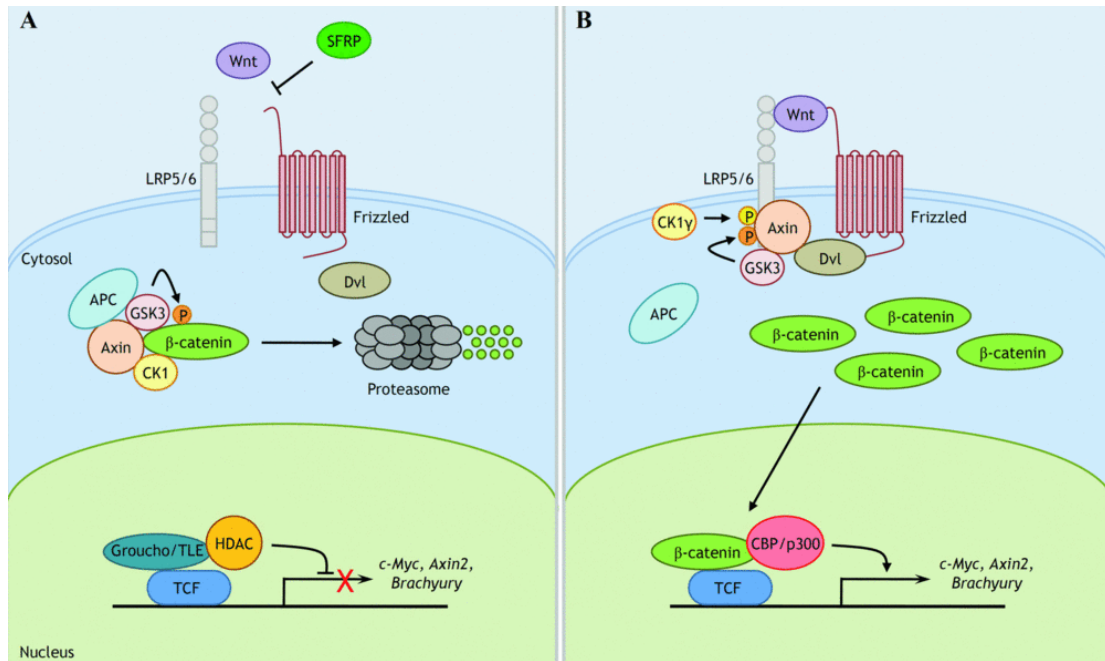 A
SFRP
Wnt
LRP5/6
Frizzled
Cytosol
Dvl
APC
GSK3
P
Axin
β-catenin
CK1
Proteasome
Groucho/TLE
HDAC
TCF
c-Myc, Axin2,
Brachyury
Nucleus
B
Wnt
LRP5/6
Frizzled
CK1γ
P
P
Axin
GSK3
Dvl
APC
β-catenin
β-catenin
β-catenin
β-catenin
β-catenin
CBP/p300
TCF
c-Myc, Axin2,
Brachyury